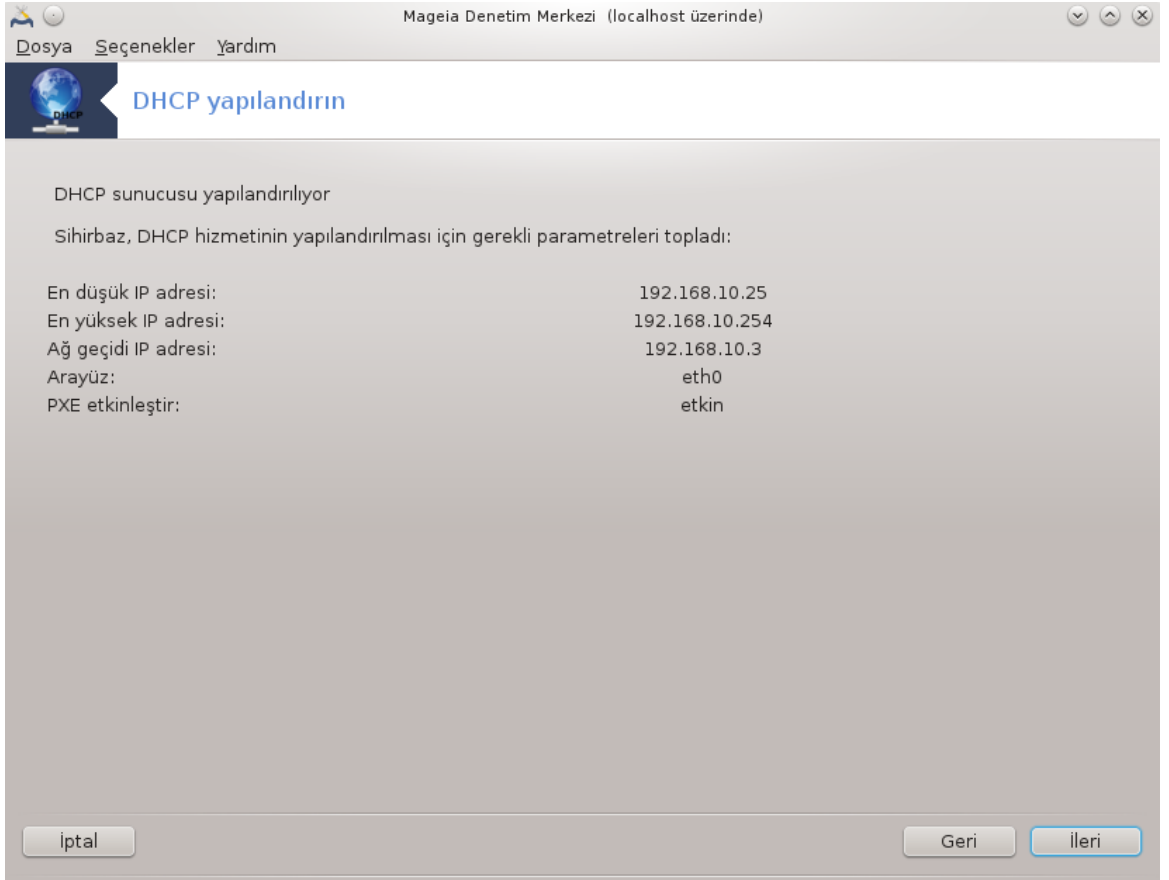 Mageia Denetim Merkezi (localhost üzerinde)
Dosya Seçenekler Yardım
DHCP
DHCP yapılandırın
DHCP sunucusu yapılandırılıyor
Sihirbaz, DHCP hizmetinin yapılandırılması için gerekli parametreleri topladı:
En düşük IP adresi: 192.168.10.25
En yüksek IP adresi: 192.168.10.254
Ağ geçidi IP adresi: 192.168.10.3
Arayüz: eth0
PXE etkinleştir: etkin
İptal Geri İleri